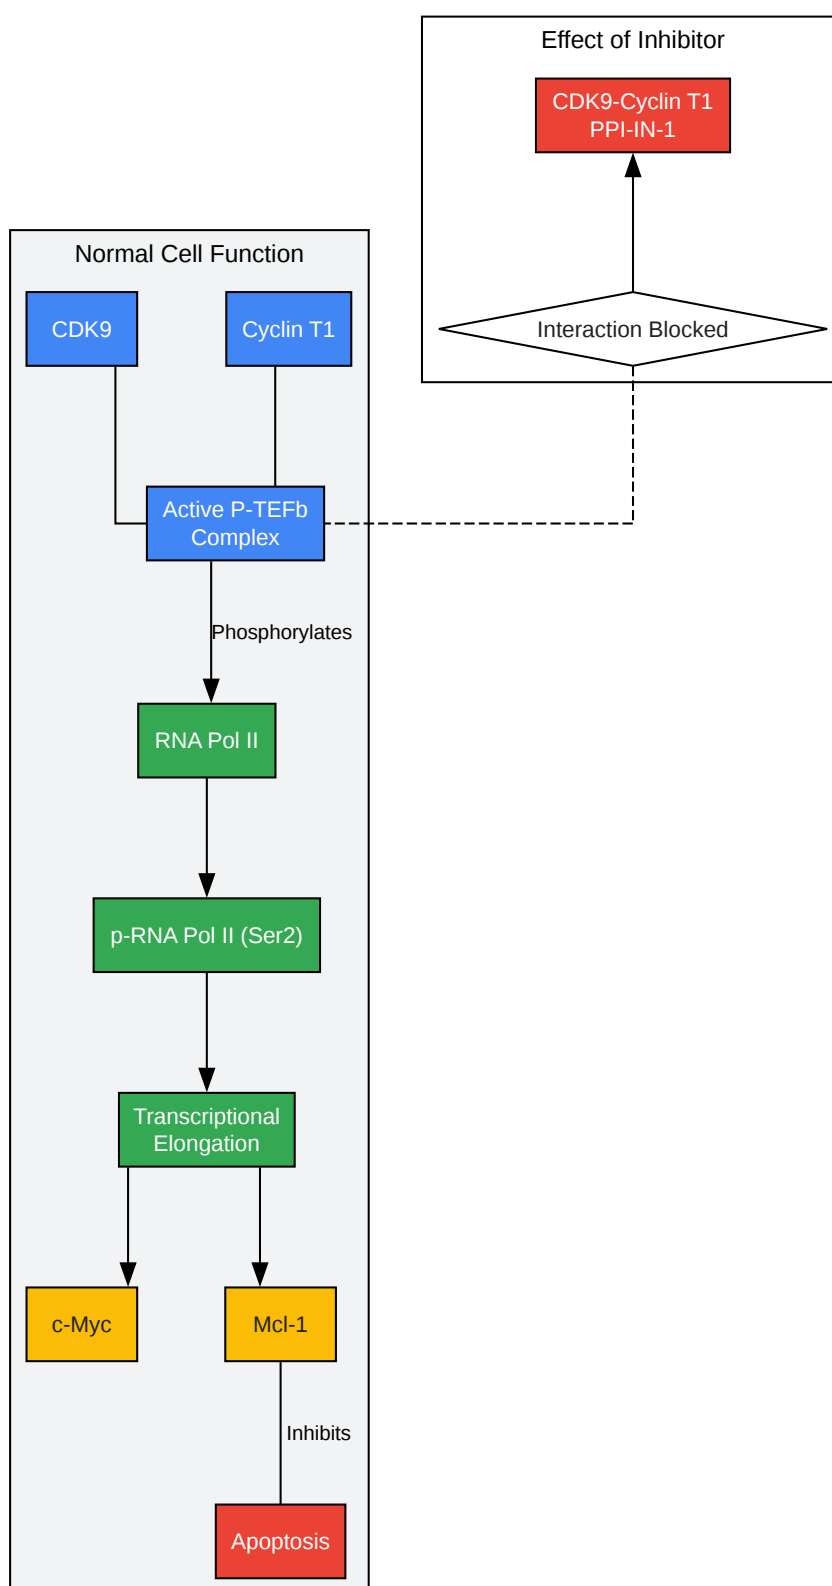 Effect of Inhibitor
CDK9-Cyclin T1
PPI-IN-1
Interaction Blocked
Normal Cell Function
CDK9
Cyclin T1
Active P-TEFb
Complex
Phosphorylates
RNA Pol II
p-RNA Pol II (Ser2)
Transcriptional
Elongation
c-Myc
Mcl-1
Inhibits
Apoptosis